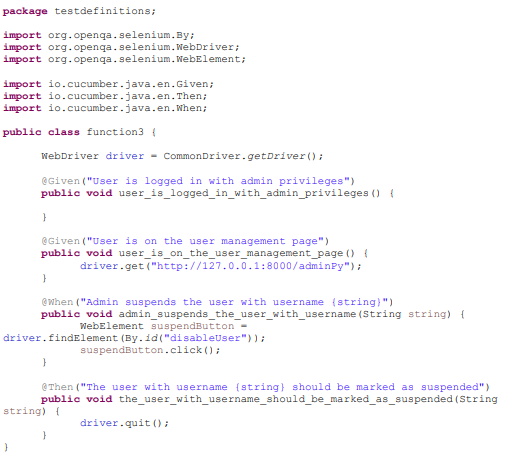 package testdefinitions;
import org.openqa.selenium.By;
import org.openqa.selenium.WebDriver;
import org.openqa.selenium.WebElement;
import io.cucumber.java.en.Given;
import io.cucumber.java.en.Then;
import io.cucumber.java.en.When;
public class function3 {
WebDriver driver = CommonDriver.getDriver();
@Given("User is logged in with admin privileges")
public void user_is_logged_in_with_admin_privileges() {
}
@Given("User is on the user management page")
public void user_is_on_the_user_management_page() {
driver.get("http://127.0.0.1:8000/adminPy");
}
@When("Admin suspends the user with username {string}")
public void admin_suspends_the_user_with_username(String string) {
WebElement suspendButton =
driver.findElement(By.id("disableUser"));
suspendButton.click();
}
@Then("The user with username {string} should be marked as suspended")
public void the_user_with_username_should_be_marked_as_suspended(String
string) {
driver.quit();
}
}